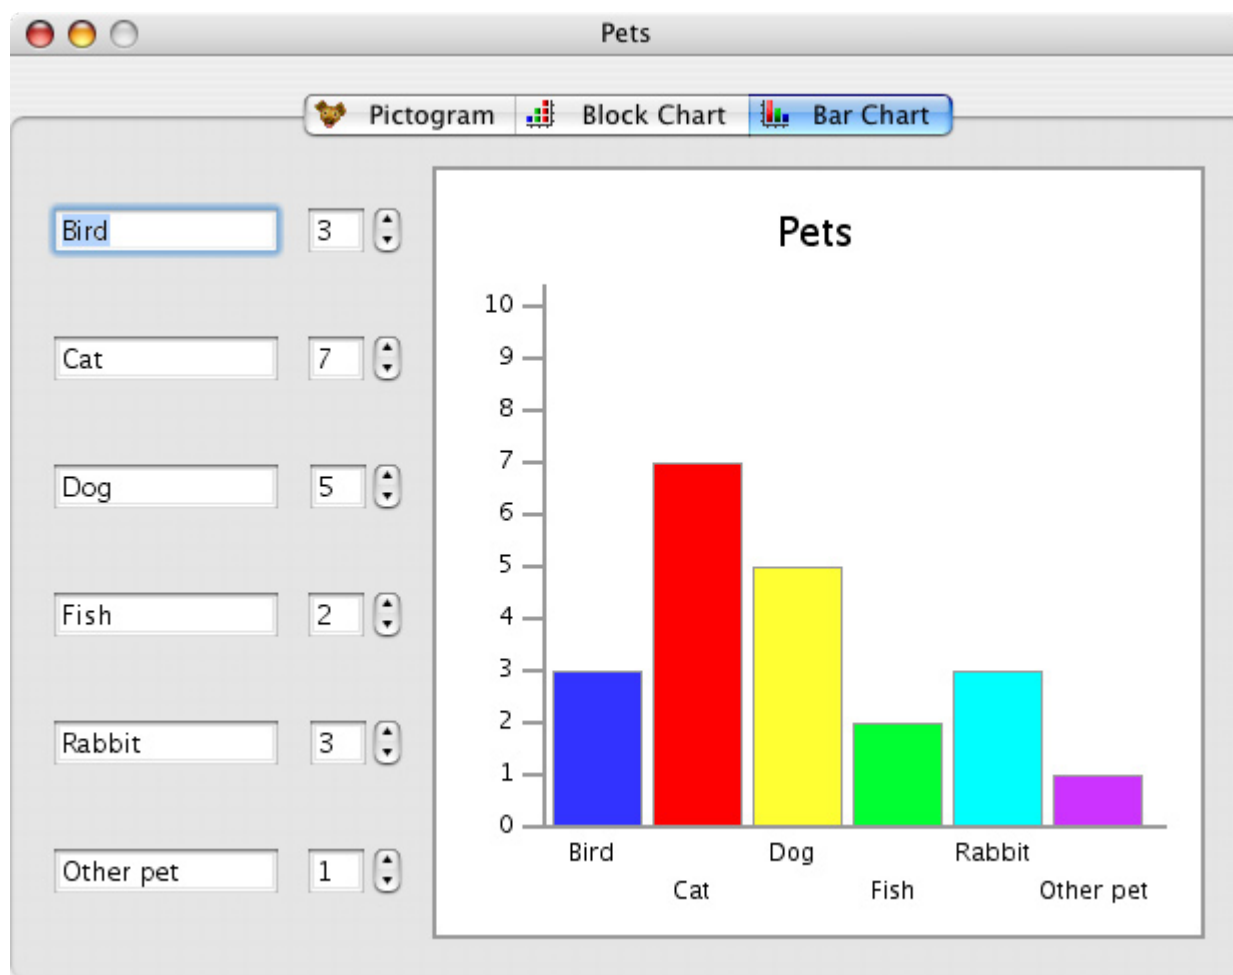 Pets
Pictogram Block Chart Bar Chart
Bird 3
Cat 7
Dog 5
Fish 2
Rabbit 3
Other pet 1
Pets
10
9
8
7
6
5
4
3
2
1
0
Bird Dog Rabbit
Cat Fish Other pet